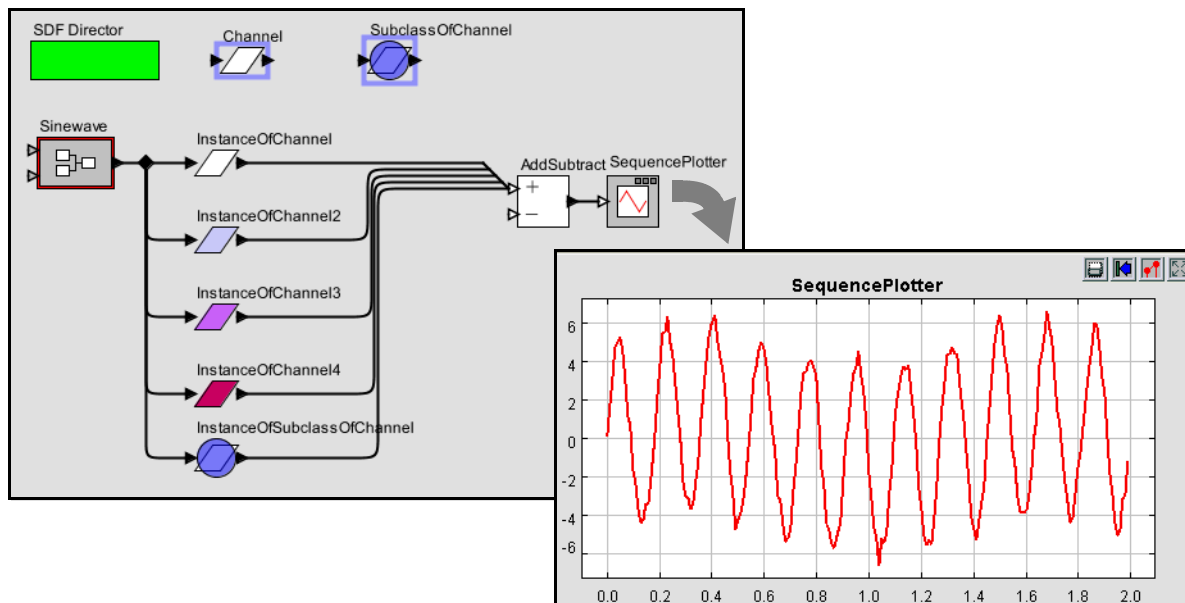 SDF Director
Channel
SubclassOfChannel
Sinewave
InstanceOfChannel
AddSubtract
SequencePlotter
+
−
InstanceOfChannel2
InstanceOfChannel3
InstanceOfChannel4
InstanceOfSubclassOfChannel
SequencePlotter
6
4
2
0
-2
-4
-6
0.0 0.2 0.4 0.6 0.8 1.0 1.2 1.4 1.6 1.8 2.0